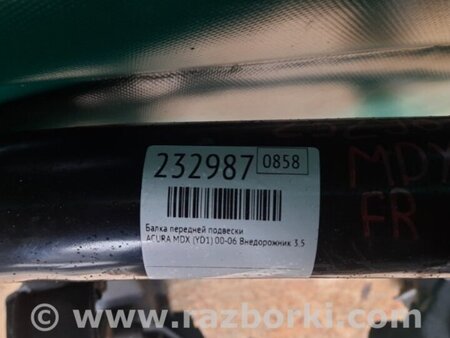 232987 0858
Балка передней подвески
ACURA MDX (YD1) 00-06 Внедорожник 3.5
MDX
FR
www.razborki.com